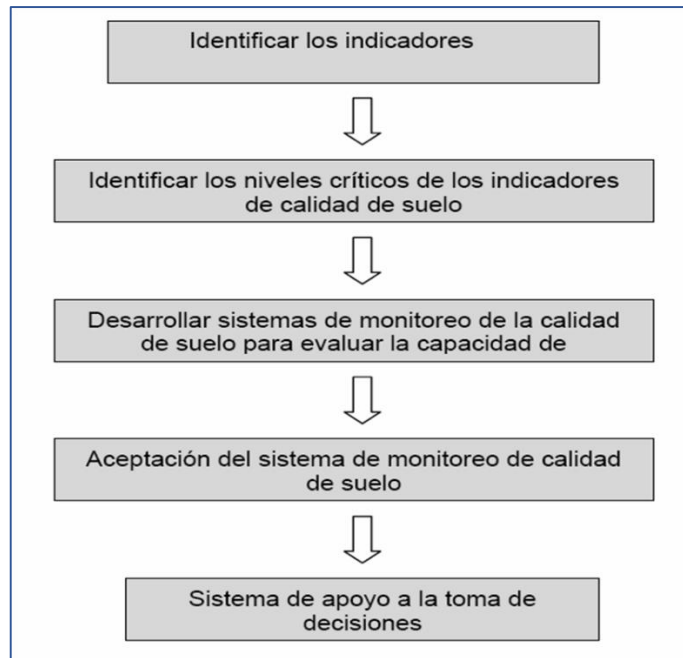 Identificar los indicadores
Identificar los niveles críticos de los indicadores
de calidad de suelo
Desarrollar sistemas de monitoreo de la calidad
de suelo para evaluar la capacidad de
Aceptación del sistema de monitoreo de calidad
de suelo
Sistema de apoyo a la toma de
decisiones